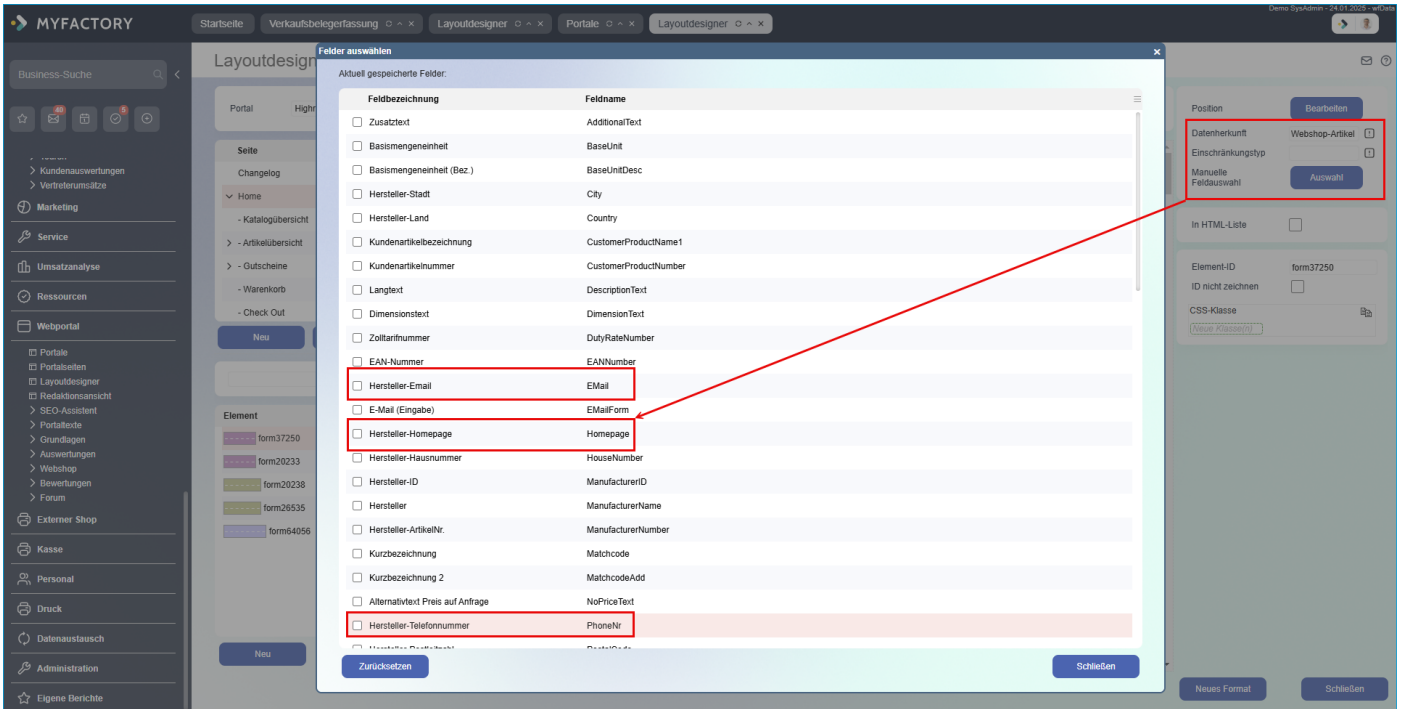 MYFACTORY
Startseite
Verkaufsbelegerfassung
Layoutdesigner
Portale
Layoutdesigner
Demo SysAdmin - 24.01.2025 - wfData
Business-Suche
40
5
Kundenauswertungen
Vertreterumsätze
Marketing
Service
Umsatzanalyse
Ressourcen
Webportal
Portale
Portalseiten
Layoutdesigner
Redaktionsansicht
SEO-Assistent
Portaltexte
Grundlagen
Auswertungen
Webshop
Bewertungen
Forum
Externer Shop
Kasse
Personal
Druck
Datenaustausch
Administration
Eigene Berichte
Layoutdesign
Portal Highr
Seite
Changelog
Home
- Katalogübersicht
- Artikelübersicht
- Gutscheine
- Warenkorb
- Check Out
Neu
Element
form37250
form20233
form20238
form26535
form64056
Neu
Felder auswählen
Aktuell gespeicherte Felder:
Feldbezeichnung Feldname
Zusatztext AdditionalText
Basismengeneinheit BaseUnit
Basismengeneinheit (Bez.) BaseUnitDesc
Hersteller-Stadt City
Hersteller-Land Country
Kundenartikelbezeichnung CustomerProductName1
Kundenartikelnummer CustomerProductNumber
Langtext DescriptionText
Dimensionstext DimensionText
Zolltarifnummer DutyRateNumber
EAN-Nummer EANNumber
Hersteller-Email EMail
E-Mail (Eingabe) EMailForm
Hersteller-Homepage Homepage
Hersteller-Hausnummer HouseNumber
Hersteller-ID ManufacturerID
Hersteller ManufacturerName
Hersteller-ArtikelNr. ManufacturerNumber
Kurzbezeichnung Matchcode
Kurzbezeichnung 2 MatchcodeAdd
Alternativtext Preis auf Anfrage NoPriceText
Hersteller-Telefonnummer PhoneNr
Hersteller-Postleitzahl PostalCode
Zurücksetzen
Schließen
Position Bearbeiten
Datenherkunft Webshop-Artikel
Einschränkungstyp
Manuelle
Feldauswahl
Auswahl
In HTML-Liste
Element-ID form37250
ID nicht zeichnen
CSS-Klasse
[Neue Klasse(n)]
Neues Format
Schließen